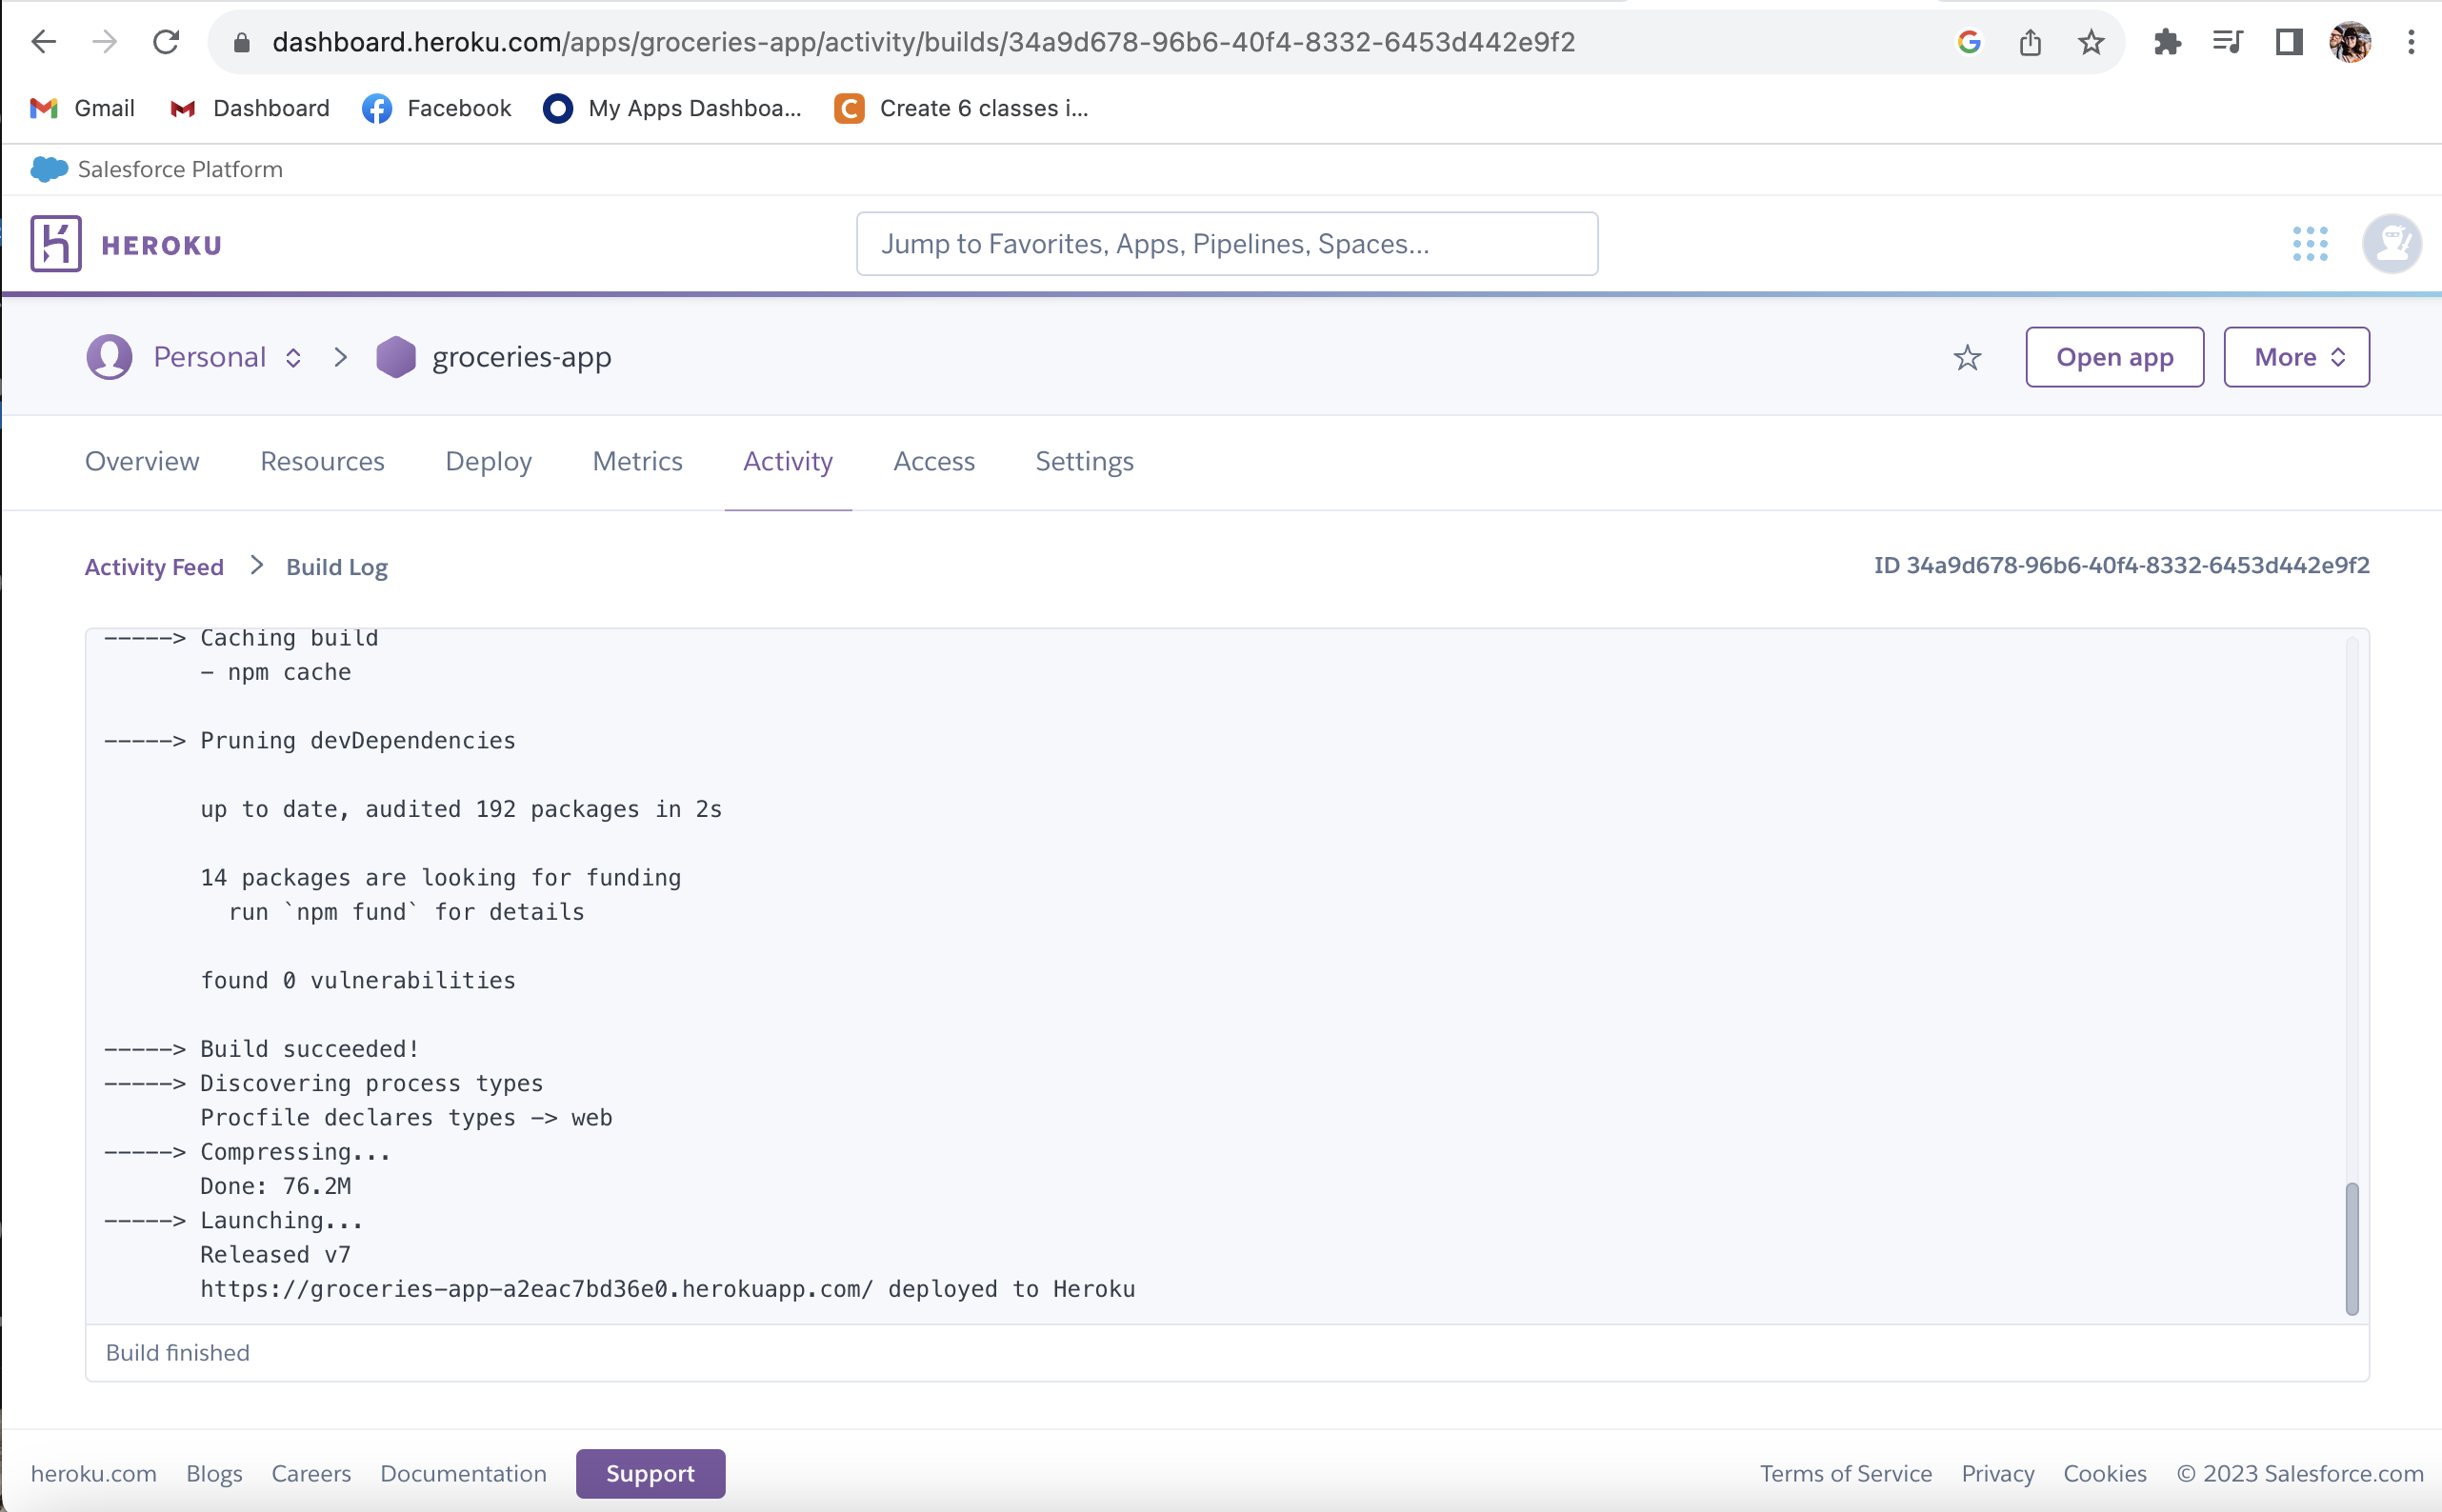 dashboard.heroku.com/apps/groceries-app/activity/builds/34a9d678-96b6-40f4-8332-6453d442e9f2
Gmail Dashboard Facebook My Apps Dashboa... Create 6 classes i...
Salesforce Platform
HEROKU Jump to Favorites, Apps, Pipelines, Spaces...
Personal > groceries-app Open app More
Overview Resources Deploy Metrics Activity Access Settings
Activity Feed > Build Log ID 34a9d678-96b6-40f4-8332-6453d442e9f2
-----> Caching build
- npm cache
-----> Pruning devDependencies
up to date, audited 192 packages in 2s
14 packages are looking for funding
run `npm fund` for details
found 0 vulnerabilities
-----> Build succeeded!
-----> Discovering process types
Procfile declares types -> web
-----> Compressing...
Done: 76.2M
-----> Launching...
Released v7
https://groceries-app-a2eac7bd36e0.herokuapp.com/ deployed to Heroku
Build finished
heroku.com Blogs Careers Documentation Support Terms of Service Privacy Cookies © 2023 Salesforce.com